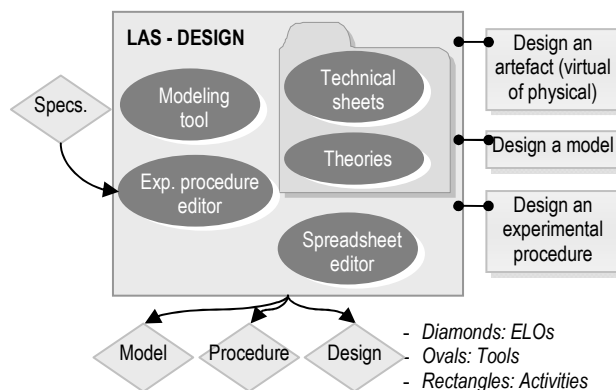 LAS - DESIGN
Specs.
Modeling
tool
Exp. procedure
editor
Technical
sheets
Theories
Spreadsheet
editor
Design an
artefact (virtual
of physical)
Design a model
Design an
experimental
procedure
Model
Procedure
Design
- Diamonds: ELOs
- Ovals: Tools
- Rectangles: Activities